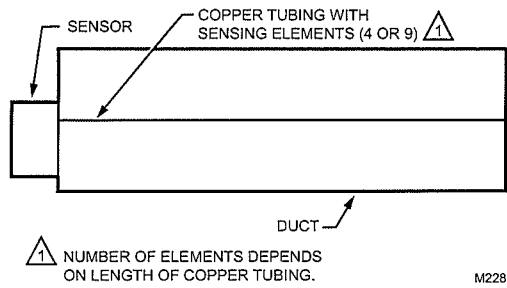 SENSOR
COPPER TUBING WITH
SENSING ELEMENTS (4 OR 9) 1
DUCT
1 NUMBER OF ELEMENTS DEPENDS
ON LENGTH OF COPPER TUBING.
M228